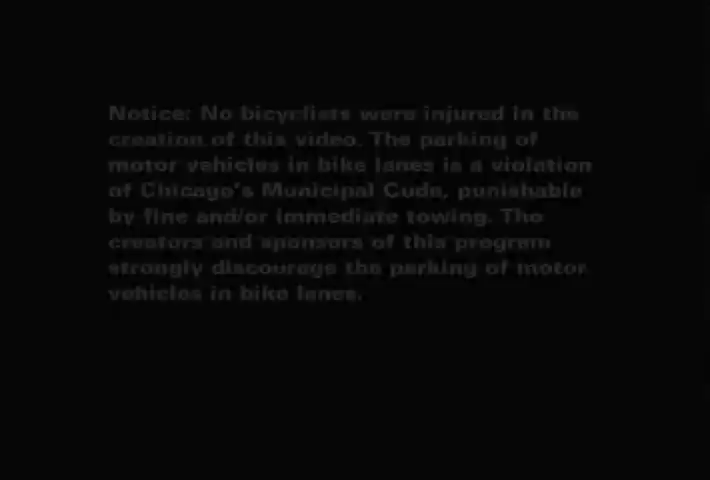 Notice: No bicyclists were injured in the
creation of this video. The parking of
motor vehicles in bike lanes is a violation
of Chicago's Municipal Code, punishable
by fine and/or immediate towing. The
creators and sponsors of this program
strongly discourage the parking of motor
vehicles in bike lanes.